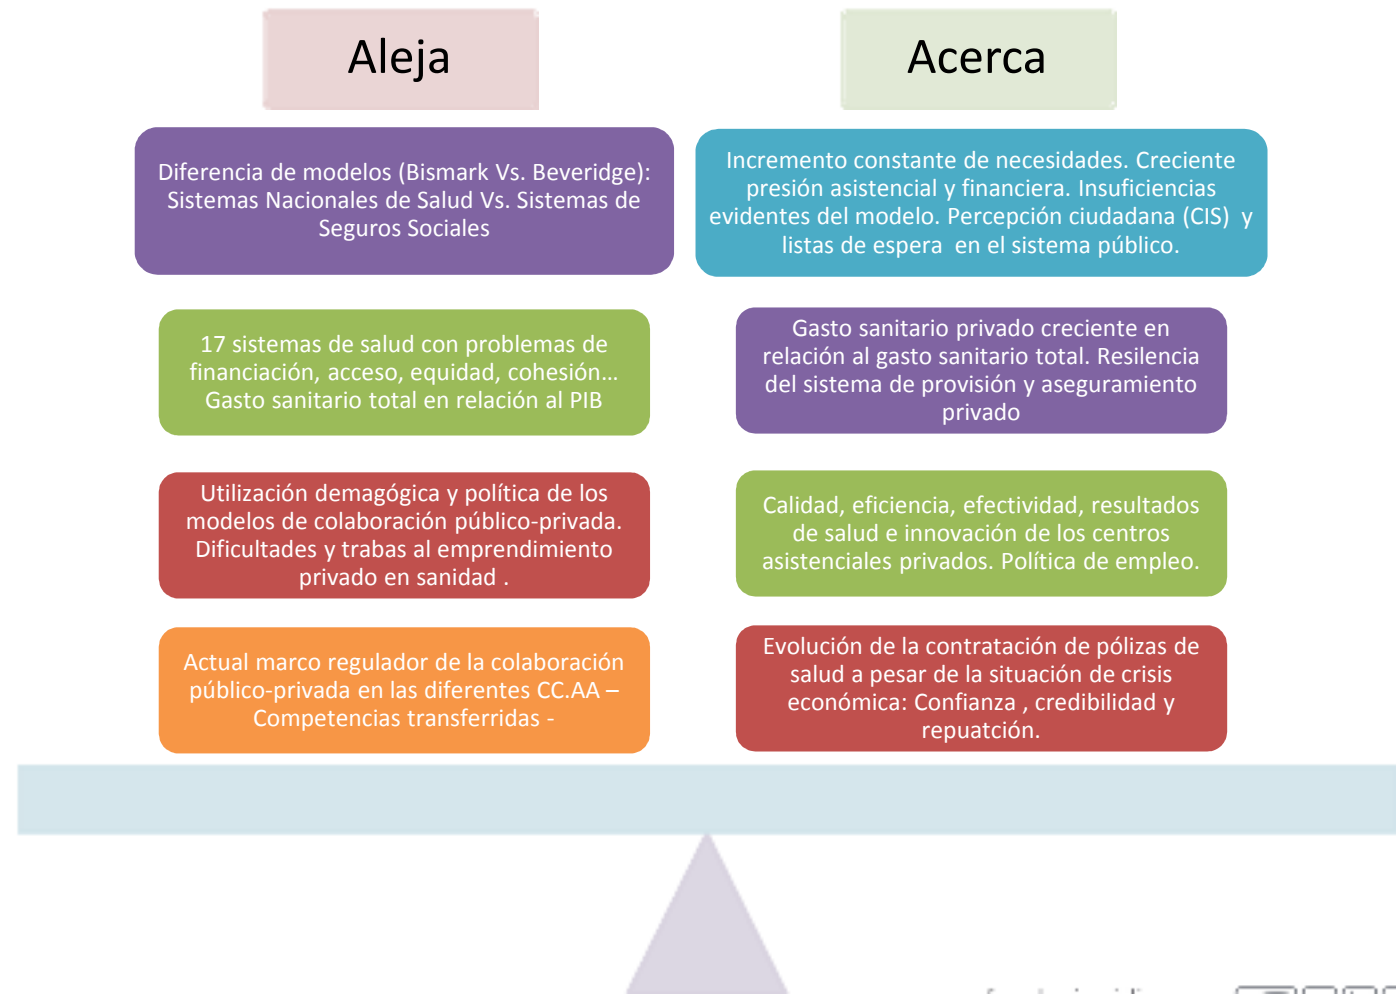 Aleja
Diferencia de modelos (Bismark Vs. Beveridge):
Sistemas Nacionales de Salud Vs. Sistemas de
Seguros Sociales
17 sistemas de salud con problemas de
financiación, acceso, equidad, cohesión...
Gasto sanitario total en relación al PIB
Utilización demagógica y política de los
modelos de colaboración público-privada.
Dificultades y trabas al emprendimiento
privado en sanidad .
Actual marco regulador de la colaboración
público-privada en las diferentes CC.AA –
Competencias transferridas -
Acerca
Incremento constante de necesidades. Creciente
presión asistencial y financiera. Insuficiencias
evidentes del modelo. Percepción ciudadana (CIS) y
listas de espera en el sistema público.
Gasto sanitario privado creciente en
relación al gasto sanitario total. Resilencia
del sistema de provisión y aseguramiento
privado
Calidad, eficiencia, efectividad, resultados
de salud e innovación de los centros
asistenciales privados. Política de empleo.
Evolución de la contratación de pólizas de
salud a pesar de la situación de crisis
económica: Confianza , credibilidad y
repuatción.